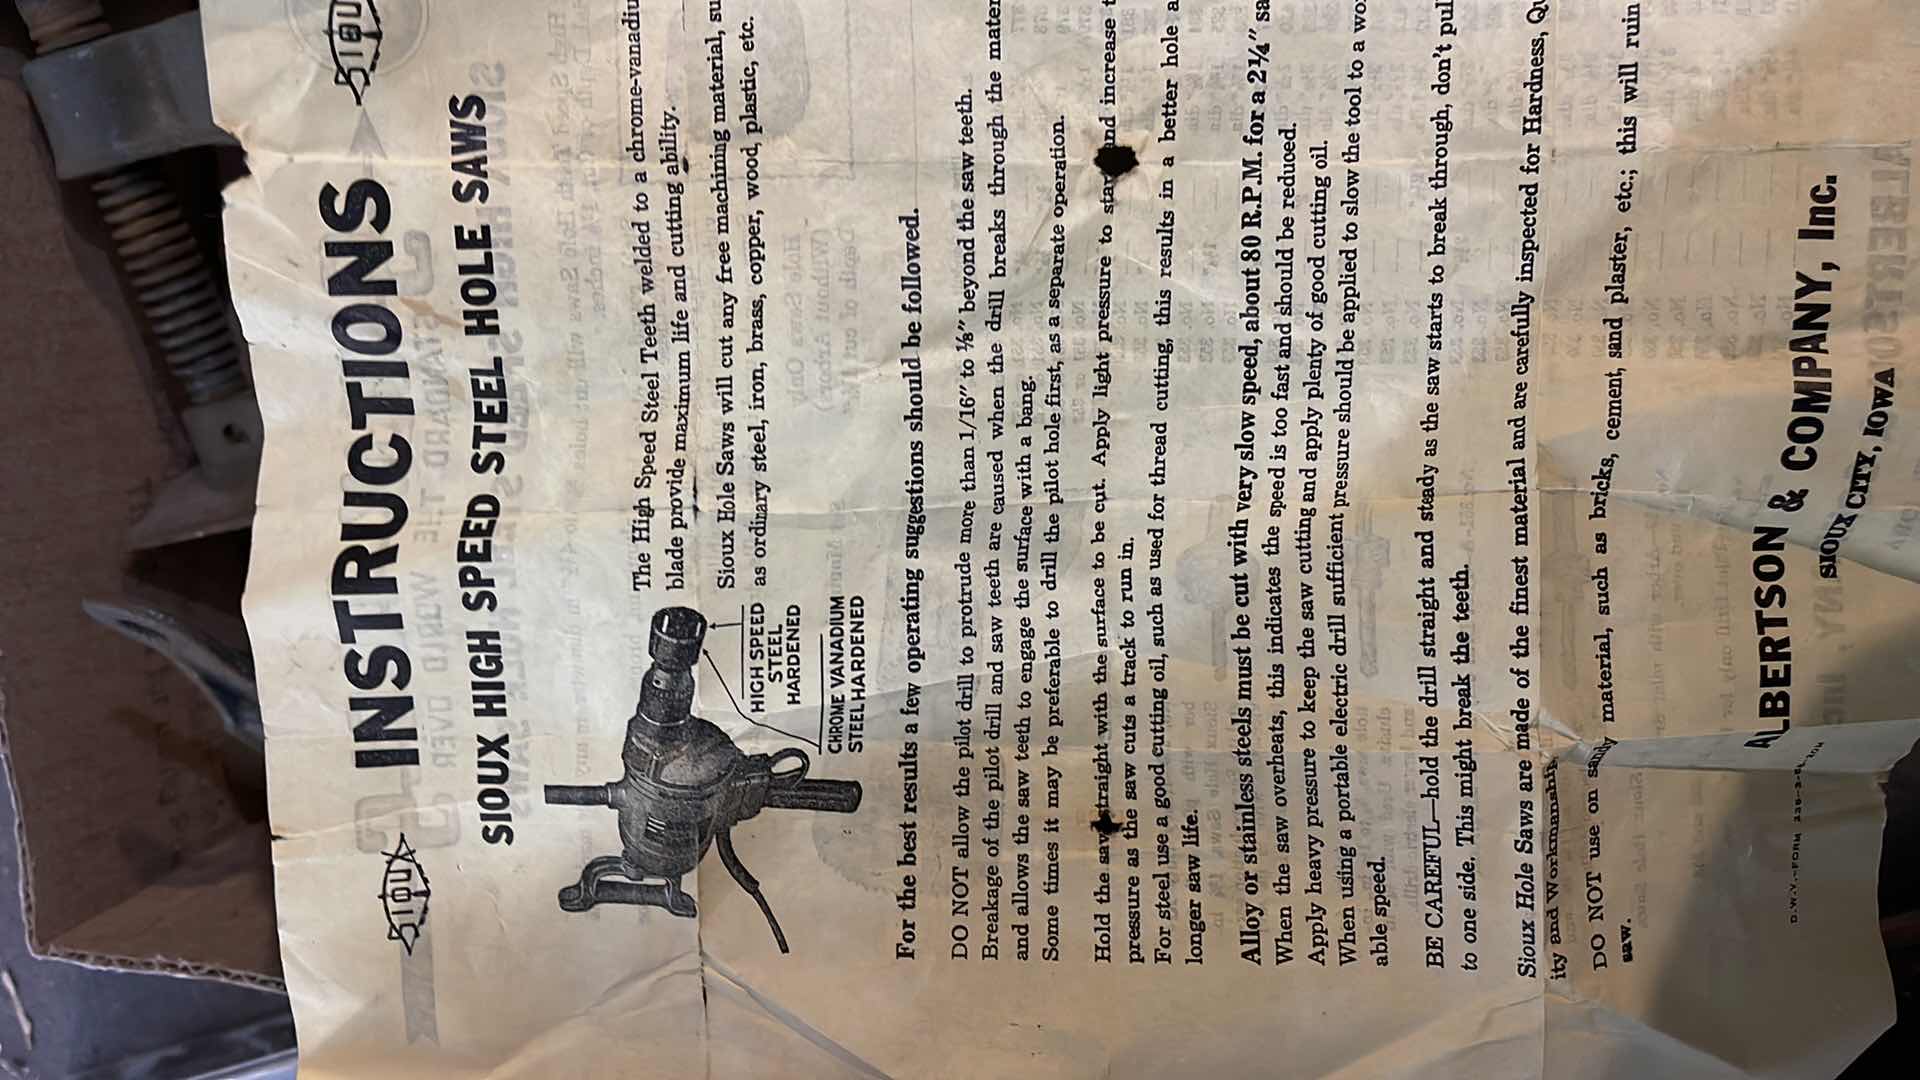 SIOUX
SIOUX
INSTRUCTIONS
SIOUX HIGH SPEED STEEL HOLE SAWS
The High Speed Steel Teeth welded to a chrome-vanadiu
blade provide maximum life and cutting ability.
Sioux Hole Saws will cut any free machining material, su
as ordinary steel, iron, brass, copper, wood, plastic, etc.
HIGH SPEED
STEEL
HARDENED
CHROME VANADIUM
STEEL HARDENED
For the best results a few operating suggestions should be followed.
DO NOT allow the pilot drill to protrude more than 1/16" to ⅛" beyond the saw teeth.
Breakage of the pilot drill and saw teeth are caused when the drill breaks through the mater
and allows the saw teeth to engage the surface with a bang.
Some times it may be preferable to drill the pilot hole first, as a separate operation.
Hold the saw straight with the surface to be cut. Apply light pressure to star and increase t
pressure as the saw cuts a track to run in.
For steel use a good cutting oil, such as used for thread cutting, this results in a better hole a
longer saw life.
Alloy or stainless steels must be cut with very slow speed, about 80 R.P.M. for a 2¼" sa
When the saw overheats, this indicates the speed is too fast and should be reduced.
Apply heavy pressure to keep the saw cutting and apply plenty of good cutting oil.
When using a portable electric drill sufficient pressure should be applied to slow the tool to a wor
able speed.
BE CAREFUL—hold the drill straight and steady as the saw starts to break through, don't pul
to one side. This might break the teeth.
Sioux Hole Saws are made of the finest material and are carefully inspected for Hardness, Qu
ity and Workmanship.
DO NOT use on sandy material, such as bricks, cement, sand plaster, etc.; this will ruin
saw.
ALBERTSON & COMPANY, Inc.
SIOUX CITY, IOWA
D.W.V.—FORM